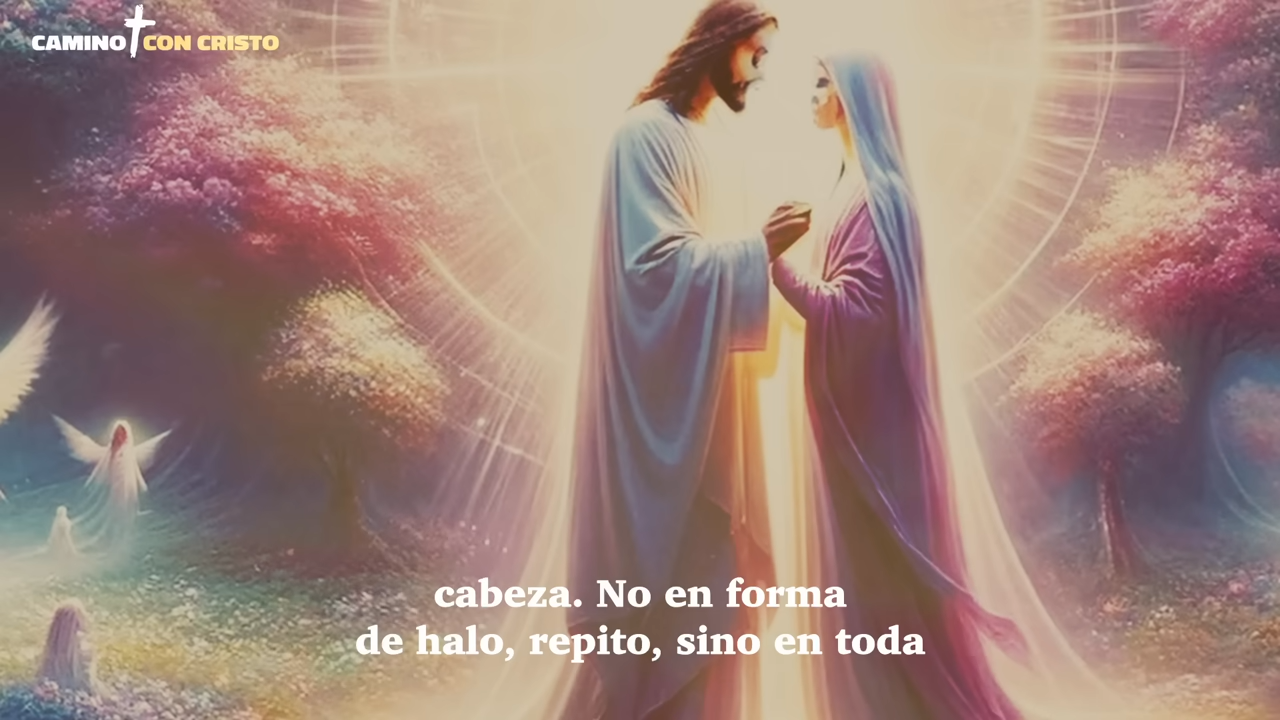 CAMINO CON CRISTO
cabeza. No en forma
de halo, repito, sino en toda